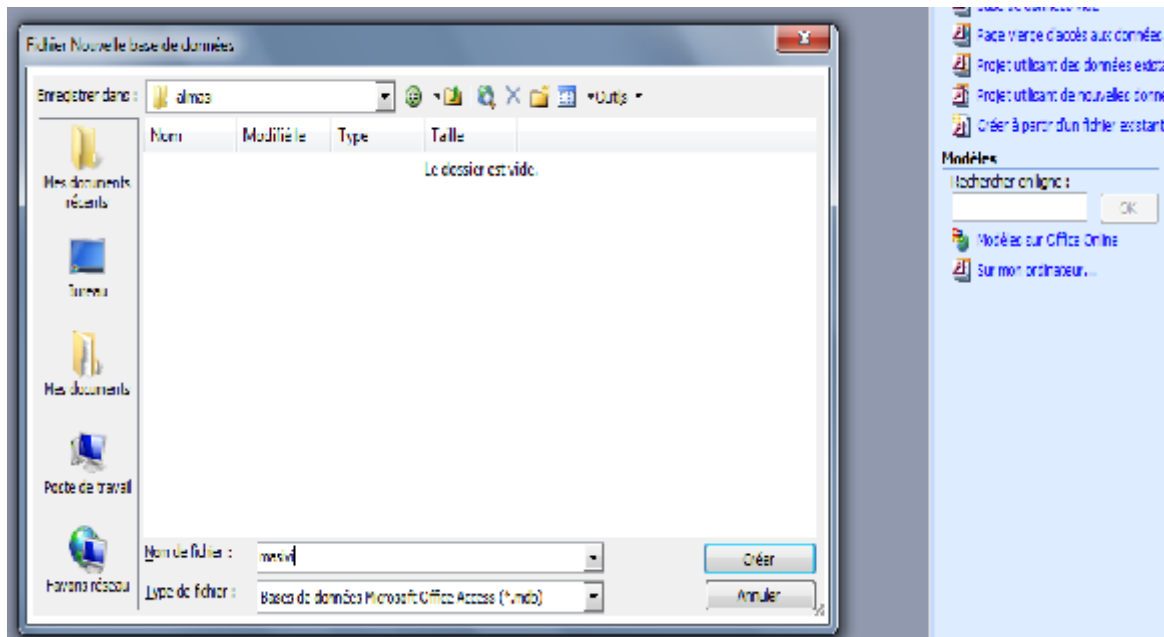 Fichier Nouvelle base de données
Enregistrer dans :
almas
Outils
Nom Modifié le Type Taille
Le dossier est vide.
Mes documents
récents
Bureau
Mes documents
Poste de travail
Favoris réseau
Nom de fichier :
Type de fichier :
Bases de données Microsoft Office Access (*.mdb)
Créer
Annuler
Page vierge d'accès aux données
Projet utilisant des données
Projet utilisant de nouvelles
Créer à partir d'un fichier existant
Modèles
Rechercher en ligne :
OK
Modèles sur Office Online
Sur mon ordinateur...